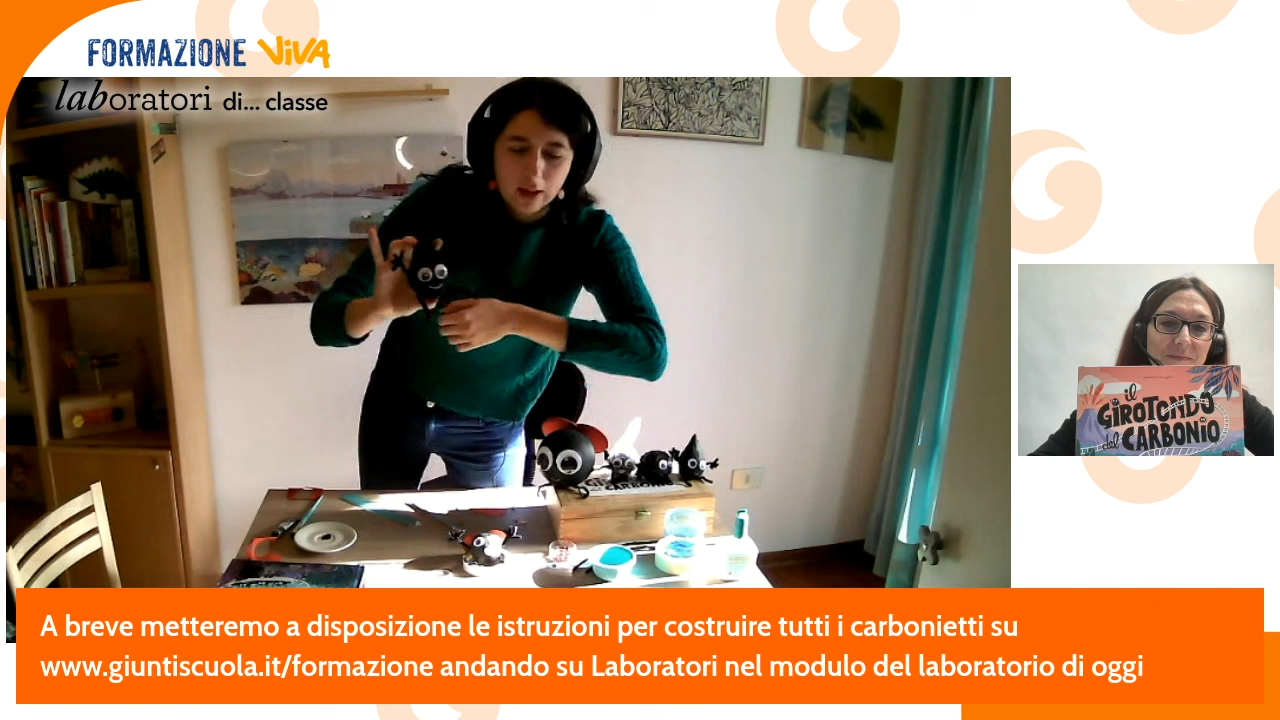 FORMAZIONE VIVA
laboratori di... classe
il
GIROTONDO
del CARBONIO
A breve metteremo a disposizione le istruzioni per costruire tutti i carbonietti su
www.giuntiscuola.it/formazione andando su Laboratori nel modulo del laboratorio di oggi